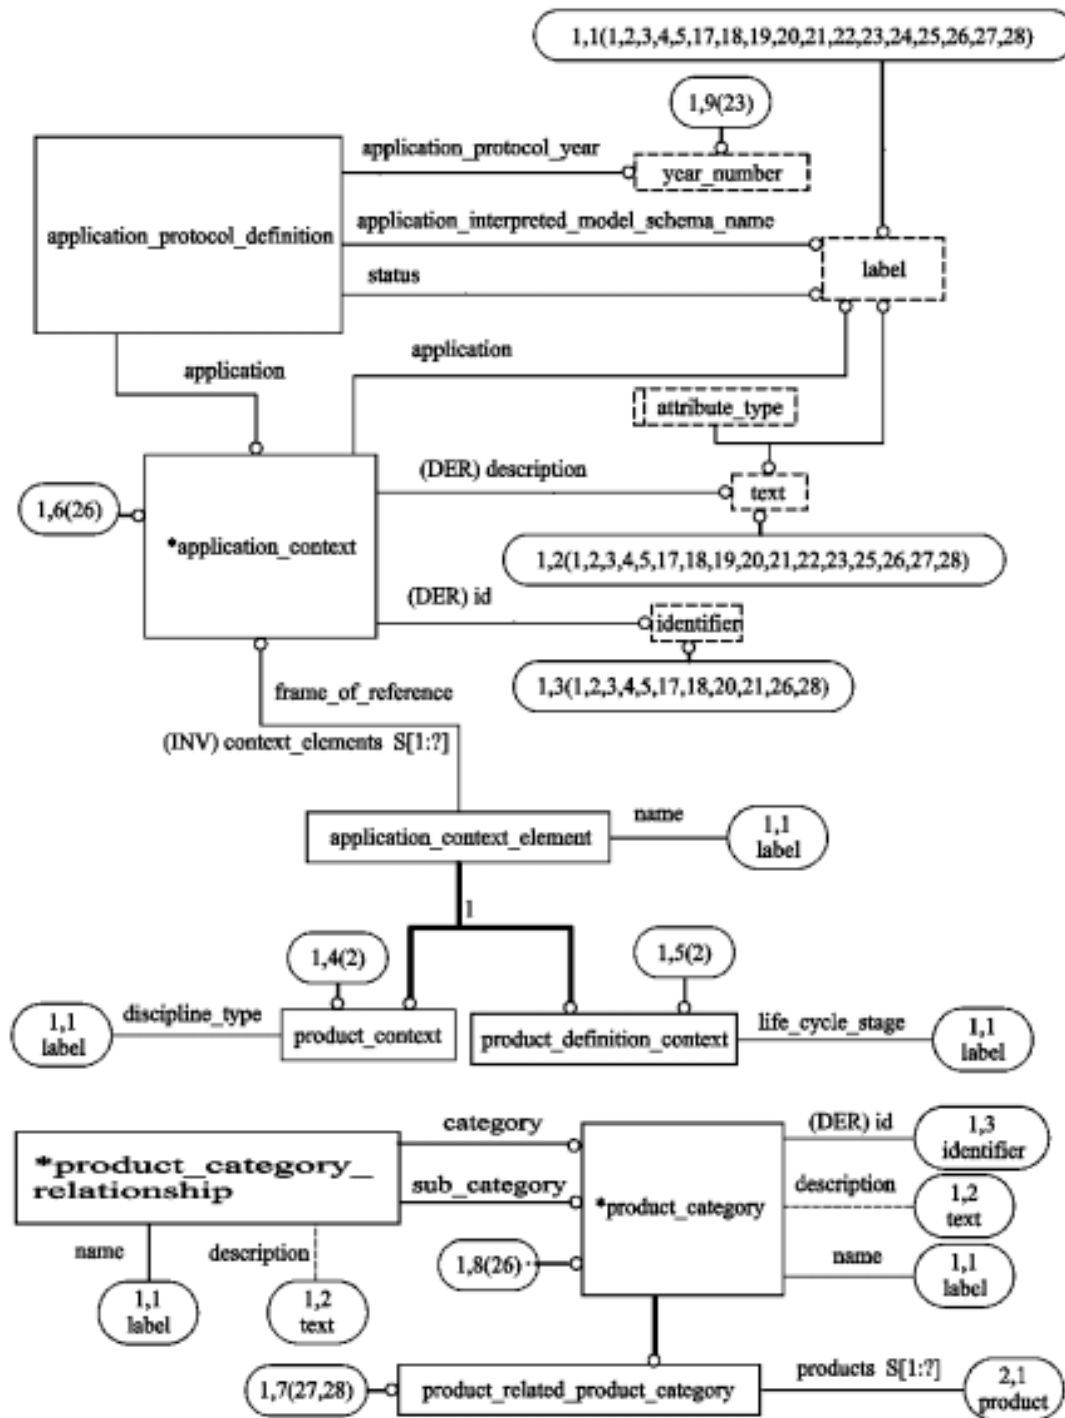 1,1(1,2,3,4,5,17,18,19,20,21,22,23,24,25,26,27,28)
1,9(23)
application_protocol_year
year_number
application_protocol_definition
application_interpreted_model_schema_name
label
status
application
application
attribute_type
(DER) description
text
1,6(26)
*application_context
1,2(1,2,3,4,5,17,18,19,20,21,22,23,25,26,27,28)
(DER) id
identifier
1,3(1,2,3,4,5,17,18,20,21,26,28)
frame_of_reference
(INV) context_elements S[1:?]
name
application_context_element
1,1
label
1
1,4(2)
1,5(2)
discipline_type
1,1
label
product_context
product_definition_context
life_cycle_stage
1,1
label
category
*product_category_
relationship
sub_category
*product_category
(DER) id
1,3
identifier
description
1,2
text
name
1,1
label
name
description
1,8(26)
1,1
label
1,2
text
1,7(27,28)
product_related_product_category
products S[1:?]
2,1
product